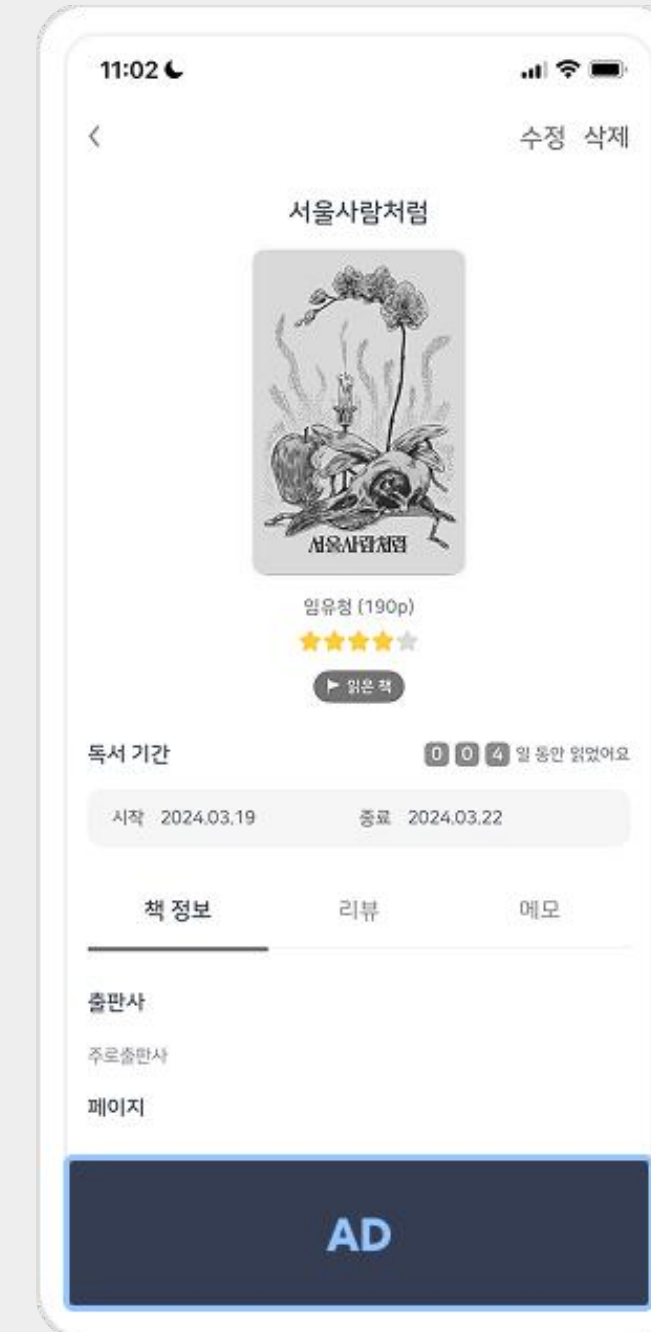 11:02
수정 삭제
서울사람처럼
서울사람처럼
임유청 (190p)
읽은 책
독서 기간 0 0 4 일 동안 읽었어요
시작 2024.03.19 종료 2024.03.22
책 정보 리뷰 메모
출판사
주로출판사
페이지
AD